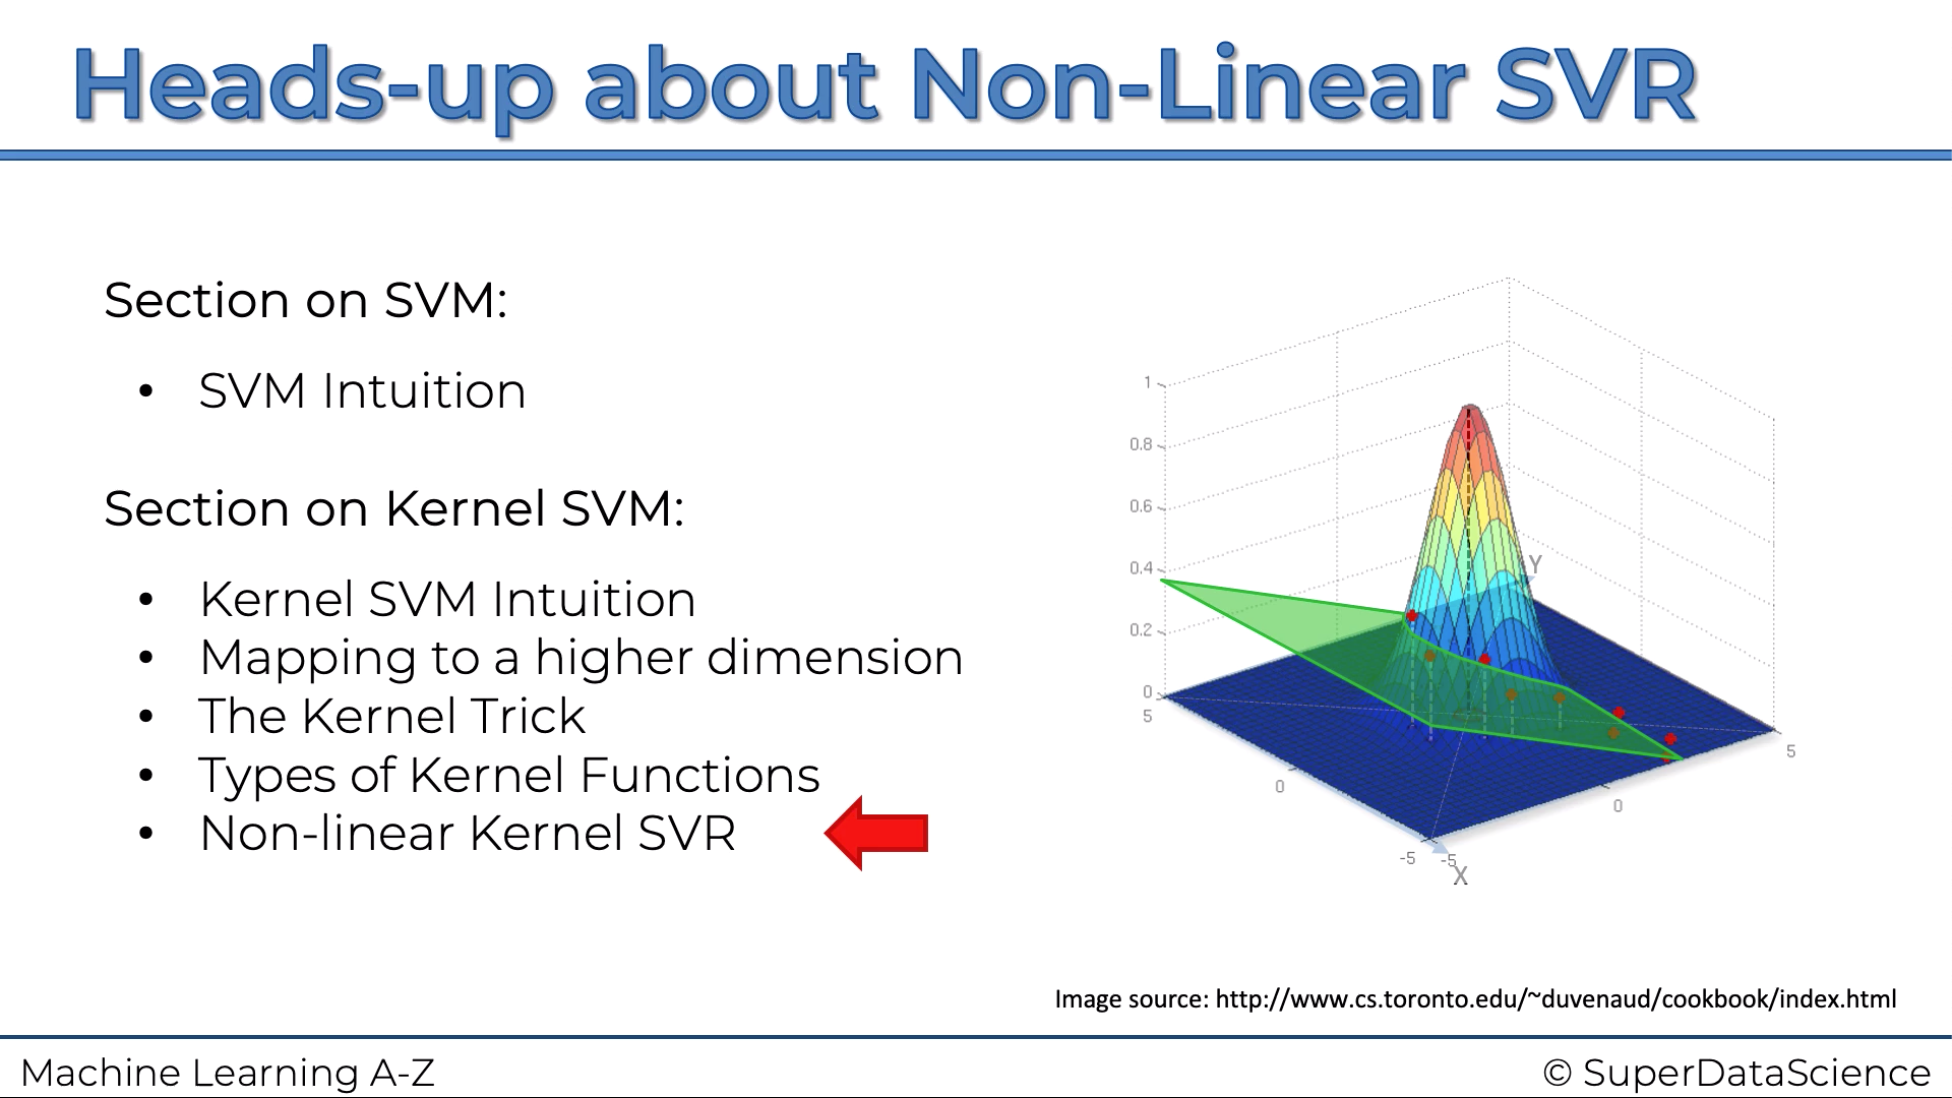 Heads-up about Non-Linear SVR
Section on SVM:
• SVM Intuition
Section on Kernel SVM:
• Kernel SVM Intuition
• Mapping to a higher dimension
• The Kernel Trick
• Types of Kernel Functions
• Non-linear Kernel SVR
1
0.8
0.6
0.4
0.2
0
5
Y
5
0
0
-5
-5
X
Image source: http://www.cs.toronto.edu/~duvenaud/cookbook/index.html
Machine Learning A-Z
© SuperDataScience